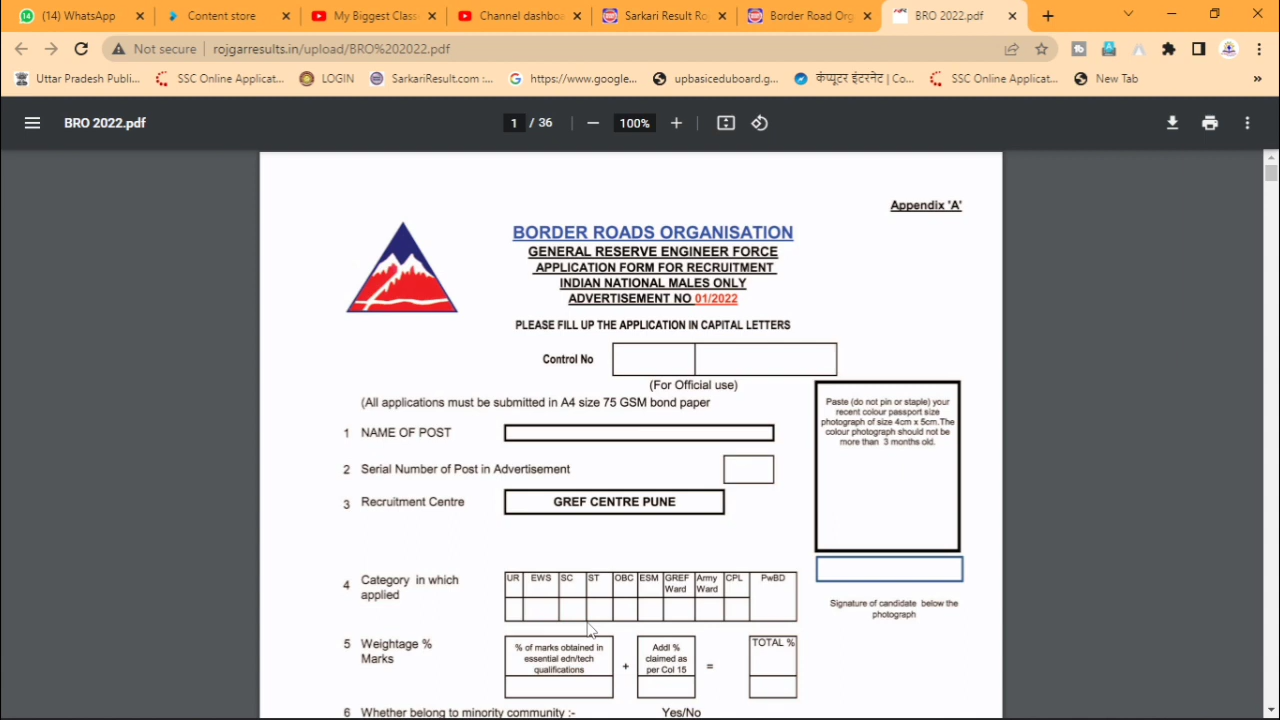 (14) WhatsApp
Content store
My Biggest Clas
Channel dashbo
Sarkari Result Ro
Border Road Org
BRO 2022.pdf
Not secure rojgarresults.in/upload/BRO%202022.pdf
Uttar Pradesh Publi...
SSC Online Applicat...
LOGIN
SarkariResult.com :...
https://www.google...
upbasiceduboard.g...
कंप्यूटर इंटरनेट | Co...
SSC Online Applicat...
New Tab
»
BRO 2022.pdf
1 / 36
100%
Appendix 'A'
BORDER ROADS ORGANISATION
GENERAL RESERVE ENGINEER FORCE
APPLICATION FORM FOR RECRUITMENT
INDIAN NATIONAL MALES ONLY
ADVERTISEMENT NO 01/2022
PLEASE FILL UP THE APPLICATION IN CAPITAL LETTERS
Control No
(For Official use)
(All applications must be submitted in A4 size 75 GSM bond paper
Paste (do not pin or staple) your
recent colour passport size
photograph of size 4cm x 5cm.The
colour photograph should not be
more than 3 months old.
1 NAME OF POST
2 Serial Number of Post in Advertisement
3 Recruitment Centre GREF CENTRE PUNE
4 Category in which
applied
UR EWS SC ST OBC ESM GREF Army CPL PwBD
Ward Ward
Signature of candidate below the
photograph
5 Weightage %
Marks
% of marks obtained in
essential edn/tech
qualifications
+
Addl %
claimed as
per Col 15
=
TOTAL %
6 Whether belong to minority community :- Yes/No